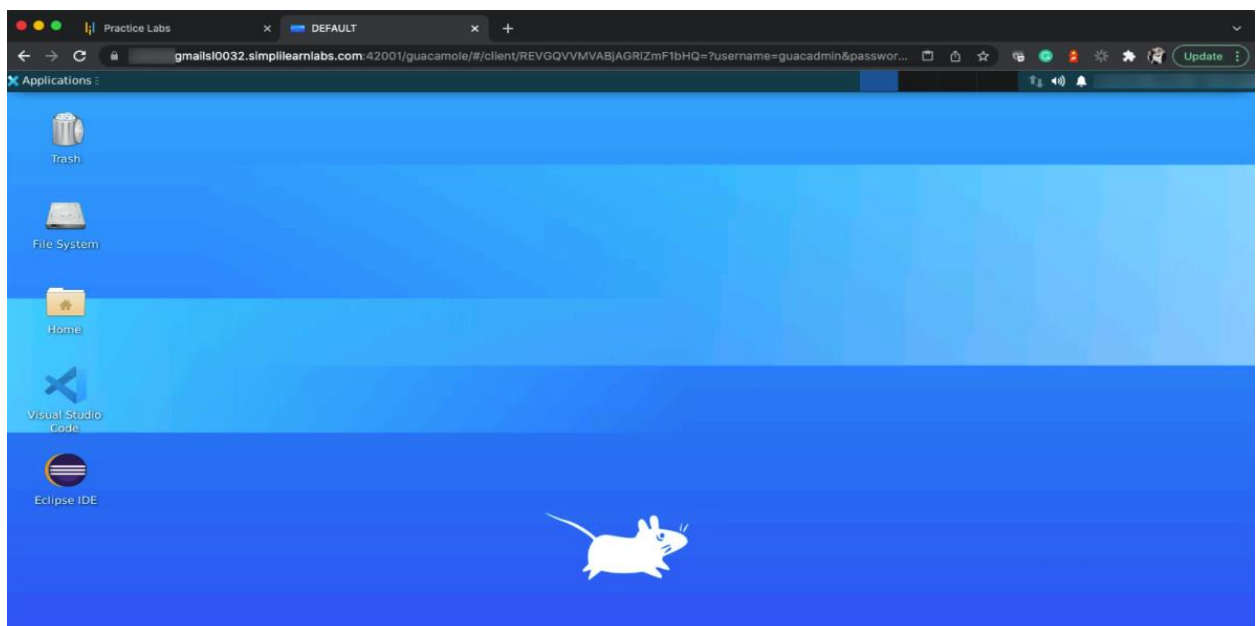 Practice Labs
DEFAULT
gmailsl0032.simplilearnlabs.com:42001/guacamole/#/client/REVGQVVMVABjAGRlZmF1bHQ=?username=guacadmin&passwor...
Update
Applications
Trash
File System
Home
Visual Studio
Code
Eclipse IDE